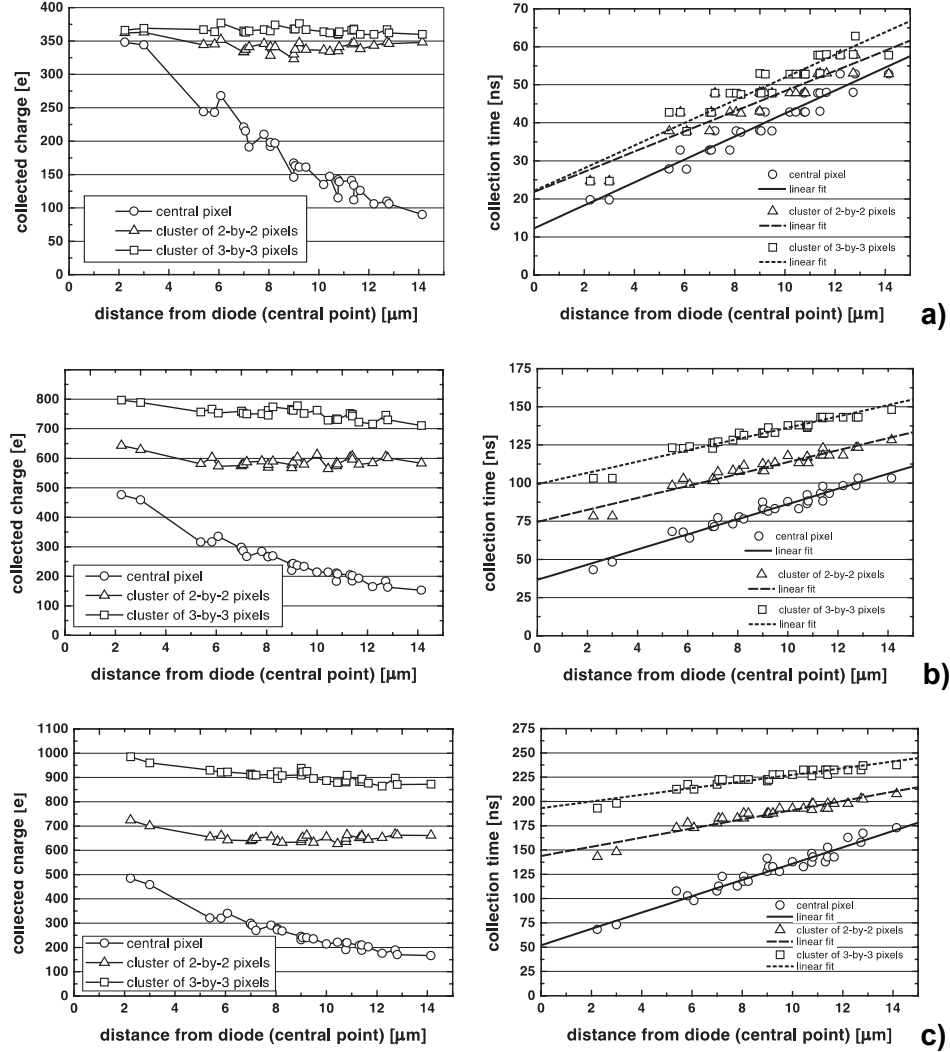 400
350
300
250
200
150
100
50
0
collected charge [e]
central pixel
cluster of 2-by-2 pixels
cluster of 3-by-3 pixels
0 2 4 6 8 10 12 14
distance from diode (central point) [μm]
70
60
50
40
30
20
10
0
collection time [ns]
central pixel
linear fit
cluster of 2-by-2 pixels
linear fit
cluster of 3-by-3 pixels
linear fit
0 2 4 6 8 10 12 14
distance from diode (central point) [μm]
a)
800
700
600
500
400
300
200
100
0
collected charge [e]
central pixel
cluster of 2-by-2 pixels
cluster of 3-by-3 pixels
0 2 4 6 8 10 12 14
distance from diode (central point) [μm]
175
150
125
100
75
50
25
0
collection time [ns]
central pixel
linear fit
cluster of 2-by-2 pixels
linear fit
cluster of 3-by-3 pixels
linear fit
0 2 4 6 8 10 12 14
distance from diode (central point) [μm]
b)
1100
1000
900
800
700
600
500
400
300
200
100
0
collected charge [e]
central pixel
cluster of 2-by-2 pixels
cluster of 3-by-3 pixels
0 2 4 6 8 10 12 14
distance from diode (central point) [μm]
275
250
225
200
175
150
125
100
75
50
25
0
collection time [ns]
central pixel
linear fit
cluster of 2-by-2 pixels
linear fit
cluster of 3-by-3 pixels
linear fit
0 2 4 6 8 10 12 14
distance from diode (central point) [μm]
c)